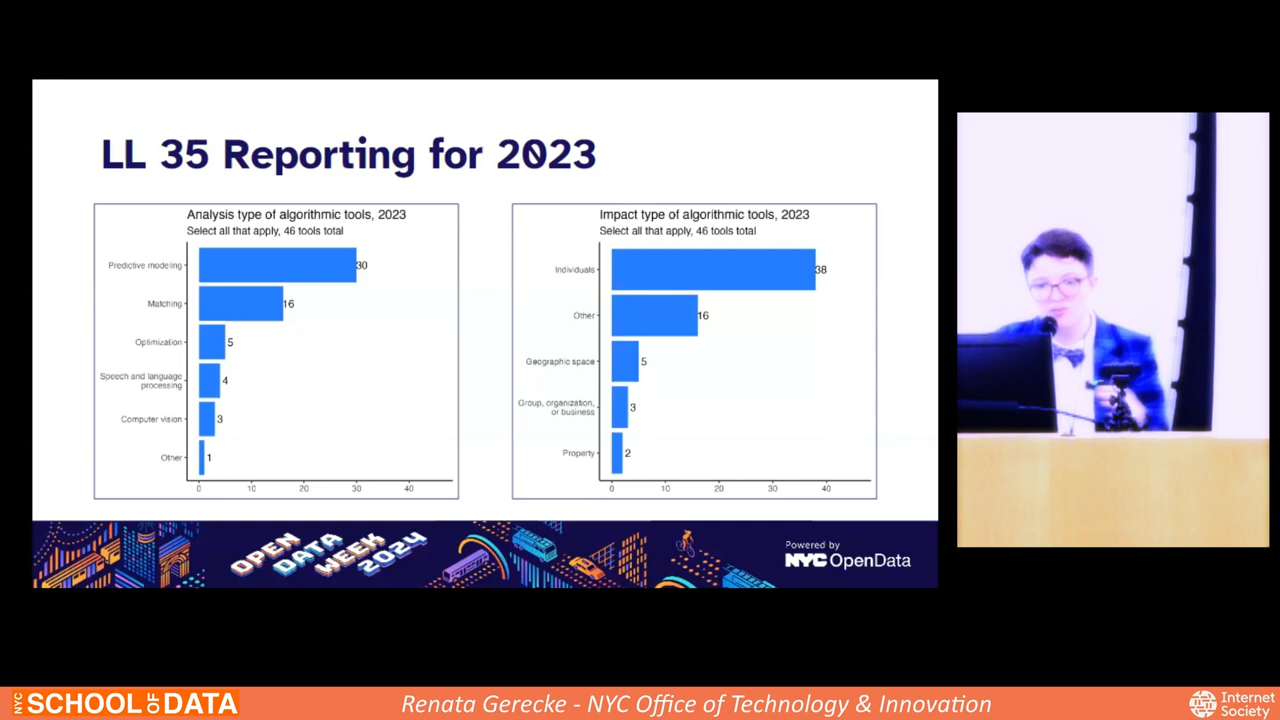 LL 35 Reporting for 2023
Analysis type of algorithmic tools, 2023
Select all that apply, 46 tools total
Predictive modeling
30
Matching
16
Optimization
5
Speech and language
processing
4
Computer vision
3
Other
1
0 10 20 30 40
Impact type of algorithmic tools, 2023
Select all that apply, 46 tools total
Individuals
38
Other
16
Geographic space
5
Group, organization,
or business
3
Property
2
0 10 20 30 40
OPEN
DATA
WEEK
2024
Powered by
NYC OpenData
NYC SCHOOL OF DATA
Renata Gerecke - NYC Office of Technology & Innovation
Internet
Society